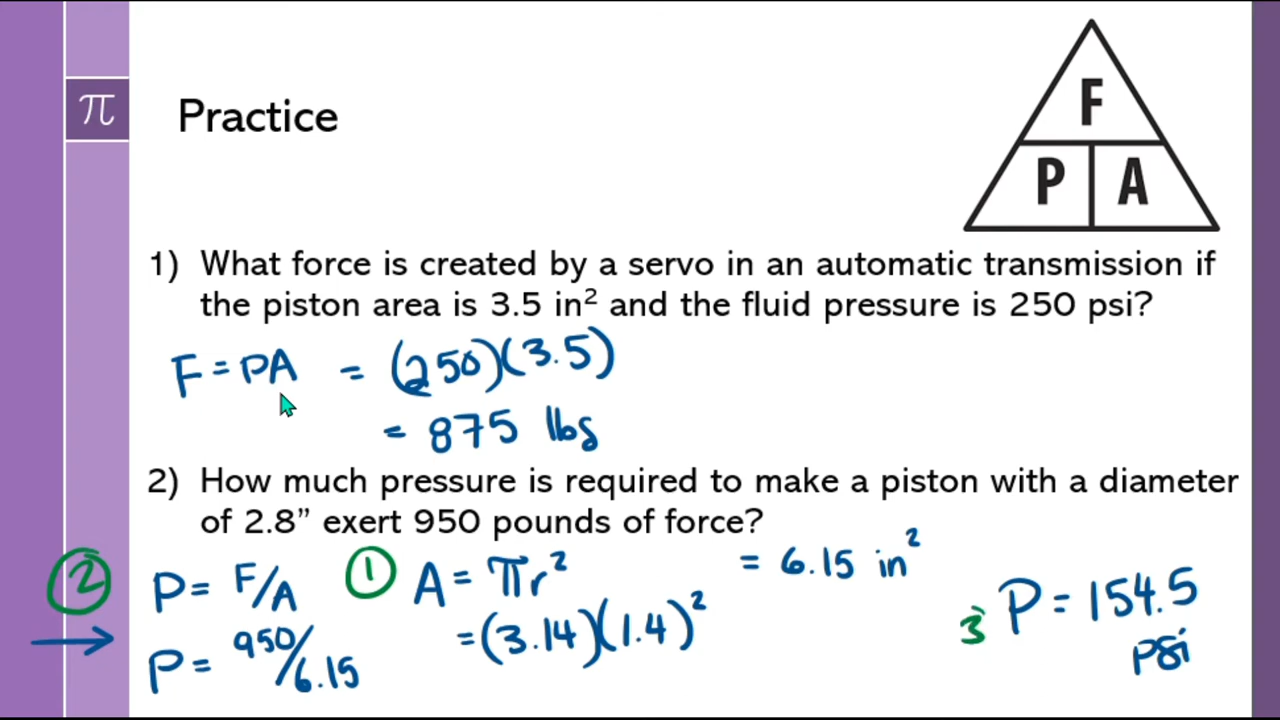 π
Practice
F
P A
1) What force is created by a servo in an automatic transmission if
the piston area is 3.5 in² and the fluid pressure is 250 psi?
F = PA = (250)(3.5)
= 875 lbs
2) How much pressure is required to make a piston with a diameter
of 2.8” exert 950 pounds of force?
② P = F/A
P = 950/6.15
① A = πr²
= (3.14)(1.4)²
= 6.15 in²
3 P = 154.5
psi